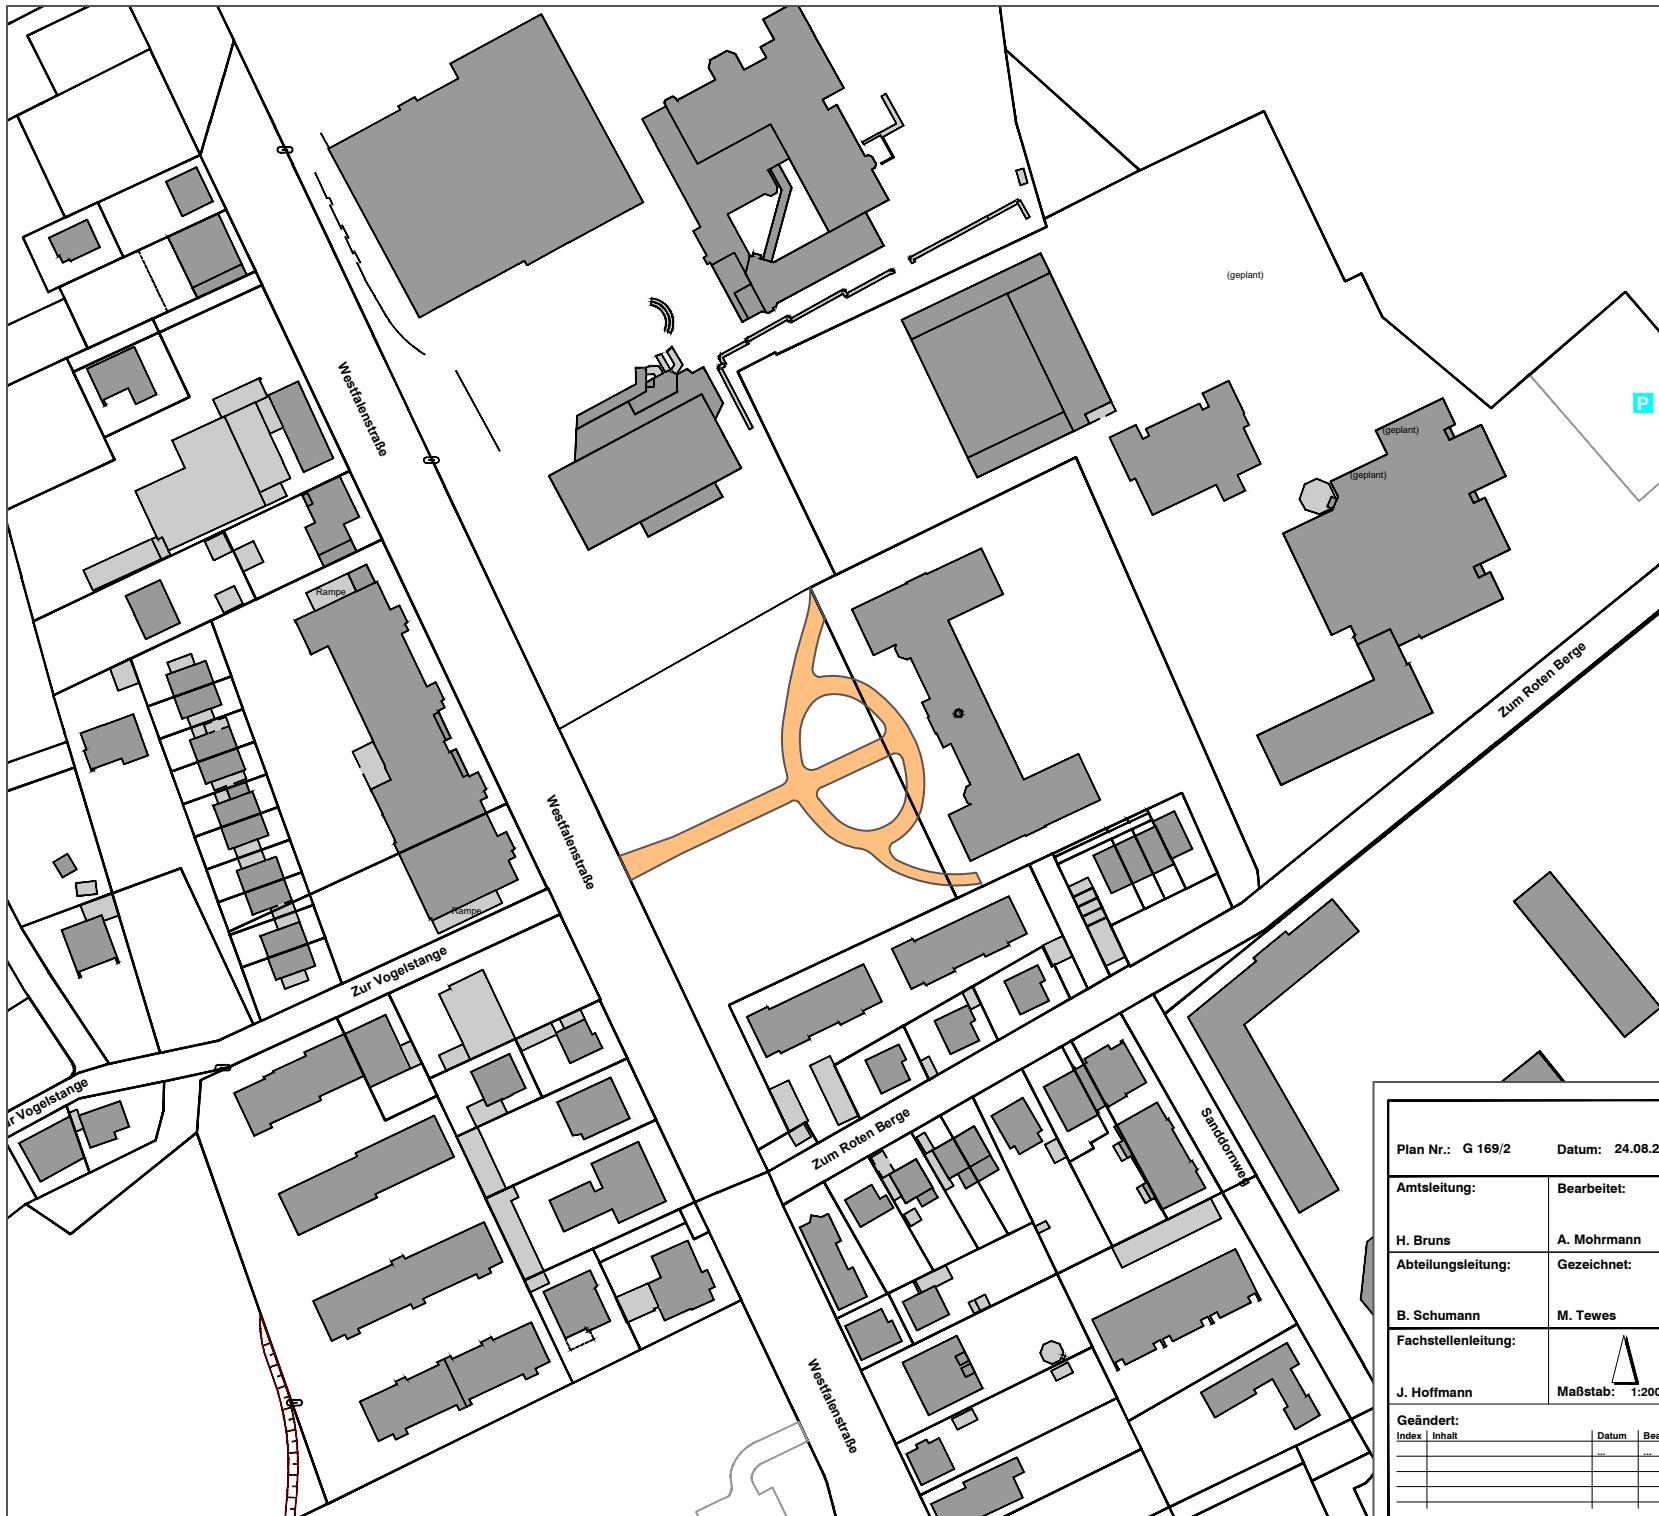 (geplant)
Westfalenstraße
P
(geplant)
(geplant)
Rampe
Zum Roten Berge
Westfalenstraße
Rampe
Zur Vogelstange
Vogelstange
Zum Roten Berge
Sanddornweg
Westfalenstraße
Plan Nr.: G 169/2 Datum: 24.08.2
Amtsleitung: Bearbeitet:
H. Bruns A. Mohrmann
Abteilungsleitung: Gezeichnet:
B. Schumann M. Tewes
Fachstellenleitung:
J. Hoffmann Maßstab: 1:200
Geändert:
Index Inhalt Datum Bea
... ...